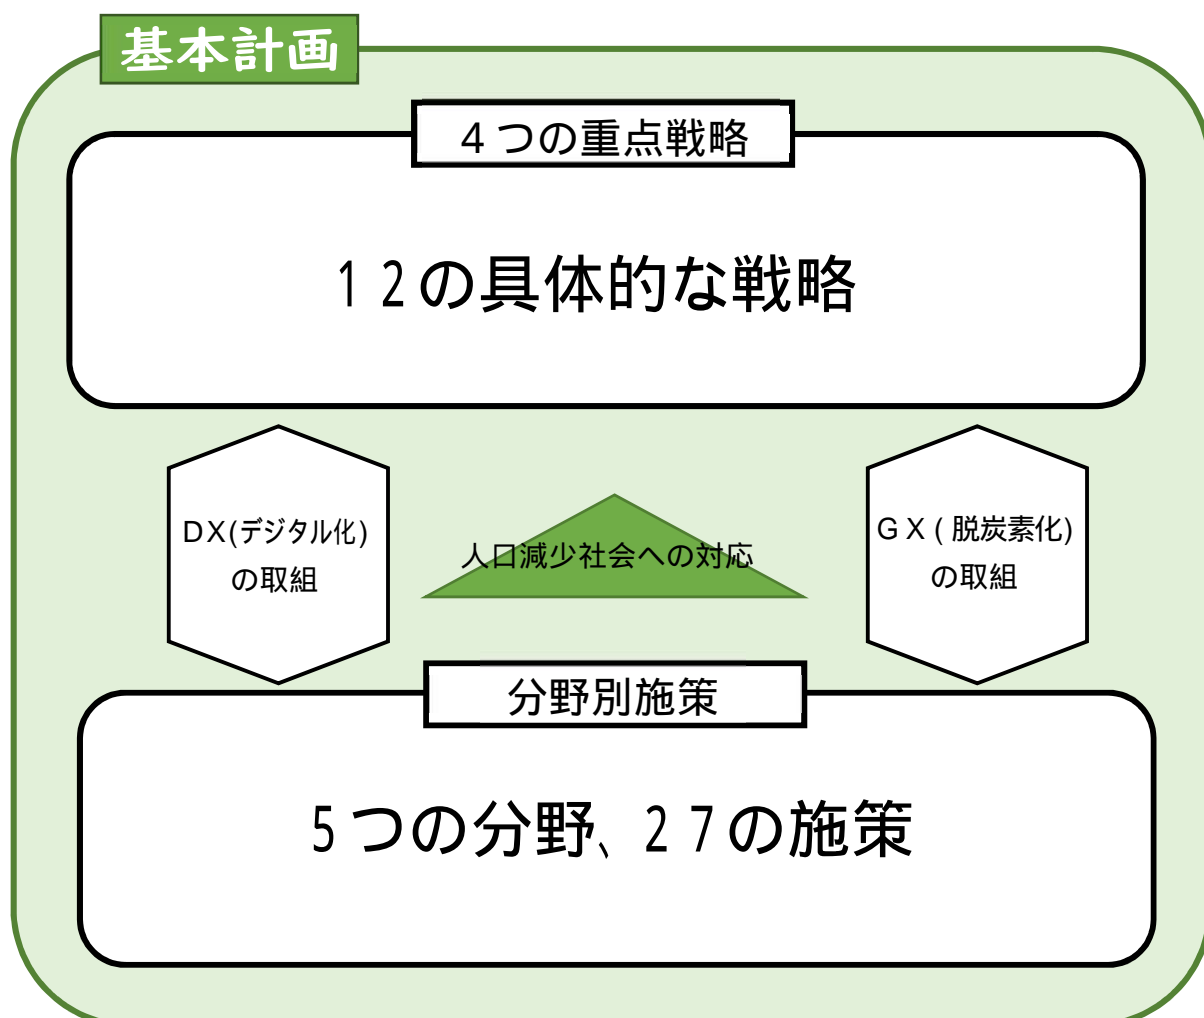 基本計画
４つの重点戦略
１２の具体的な戦略
DX(デジタル化)
の取組
人口減少社会への対応
GX(脱炭素化)
の取組
分野別施策
５つの分野、２７の施策